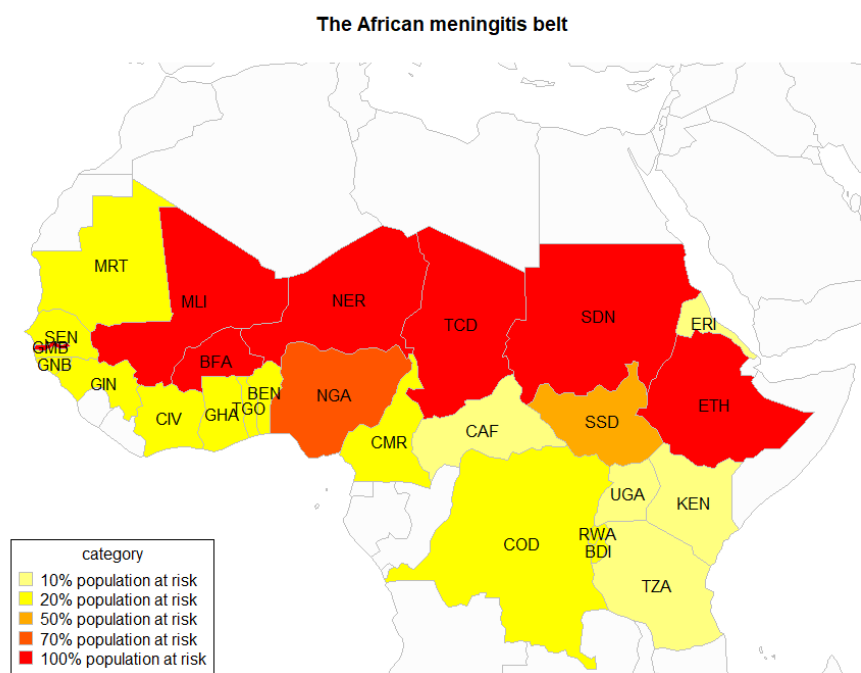 The African meningitis belt
MRT
MLI
NER
TCD
SDN
ERI
SEN
GMB
GNB
BFA
GIN
BEN
NGA
ETH
CIV
GHA
TGO
CMR
CAF
SSD
UGA
KEN
COD
RWA
BDI
TZA
category
10% population at risk
20% population at risk
50% population at risk
70% population at risk
100% population at risk